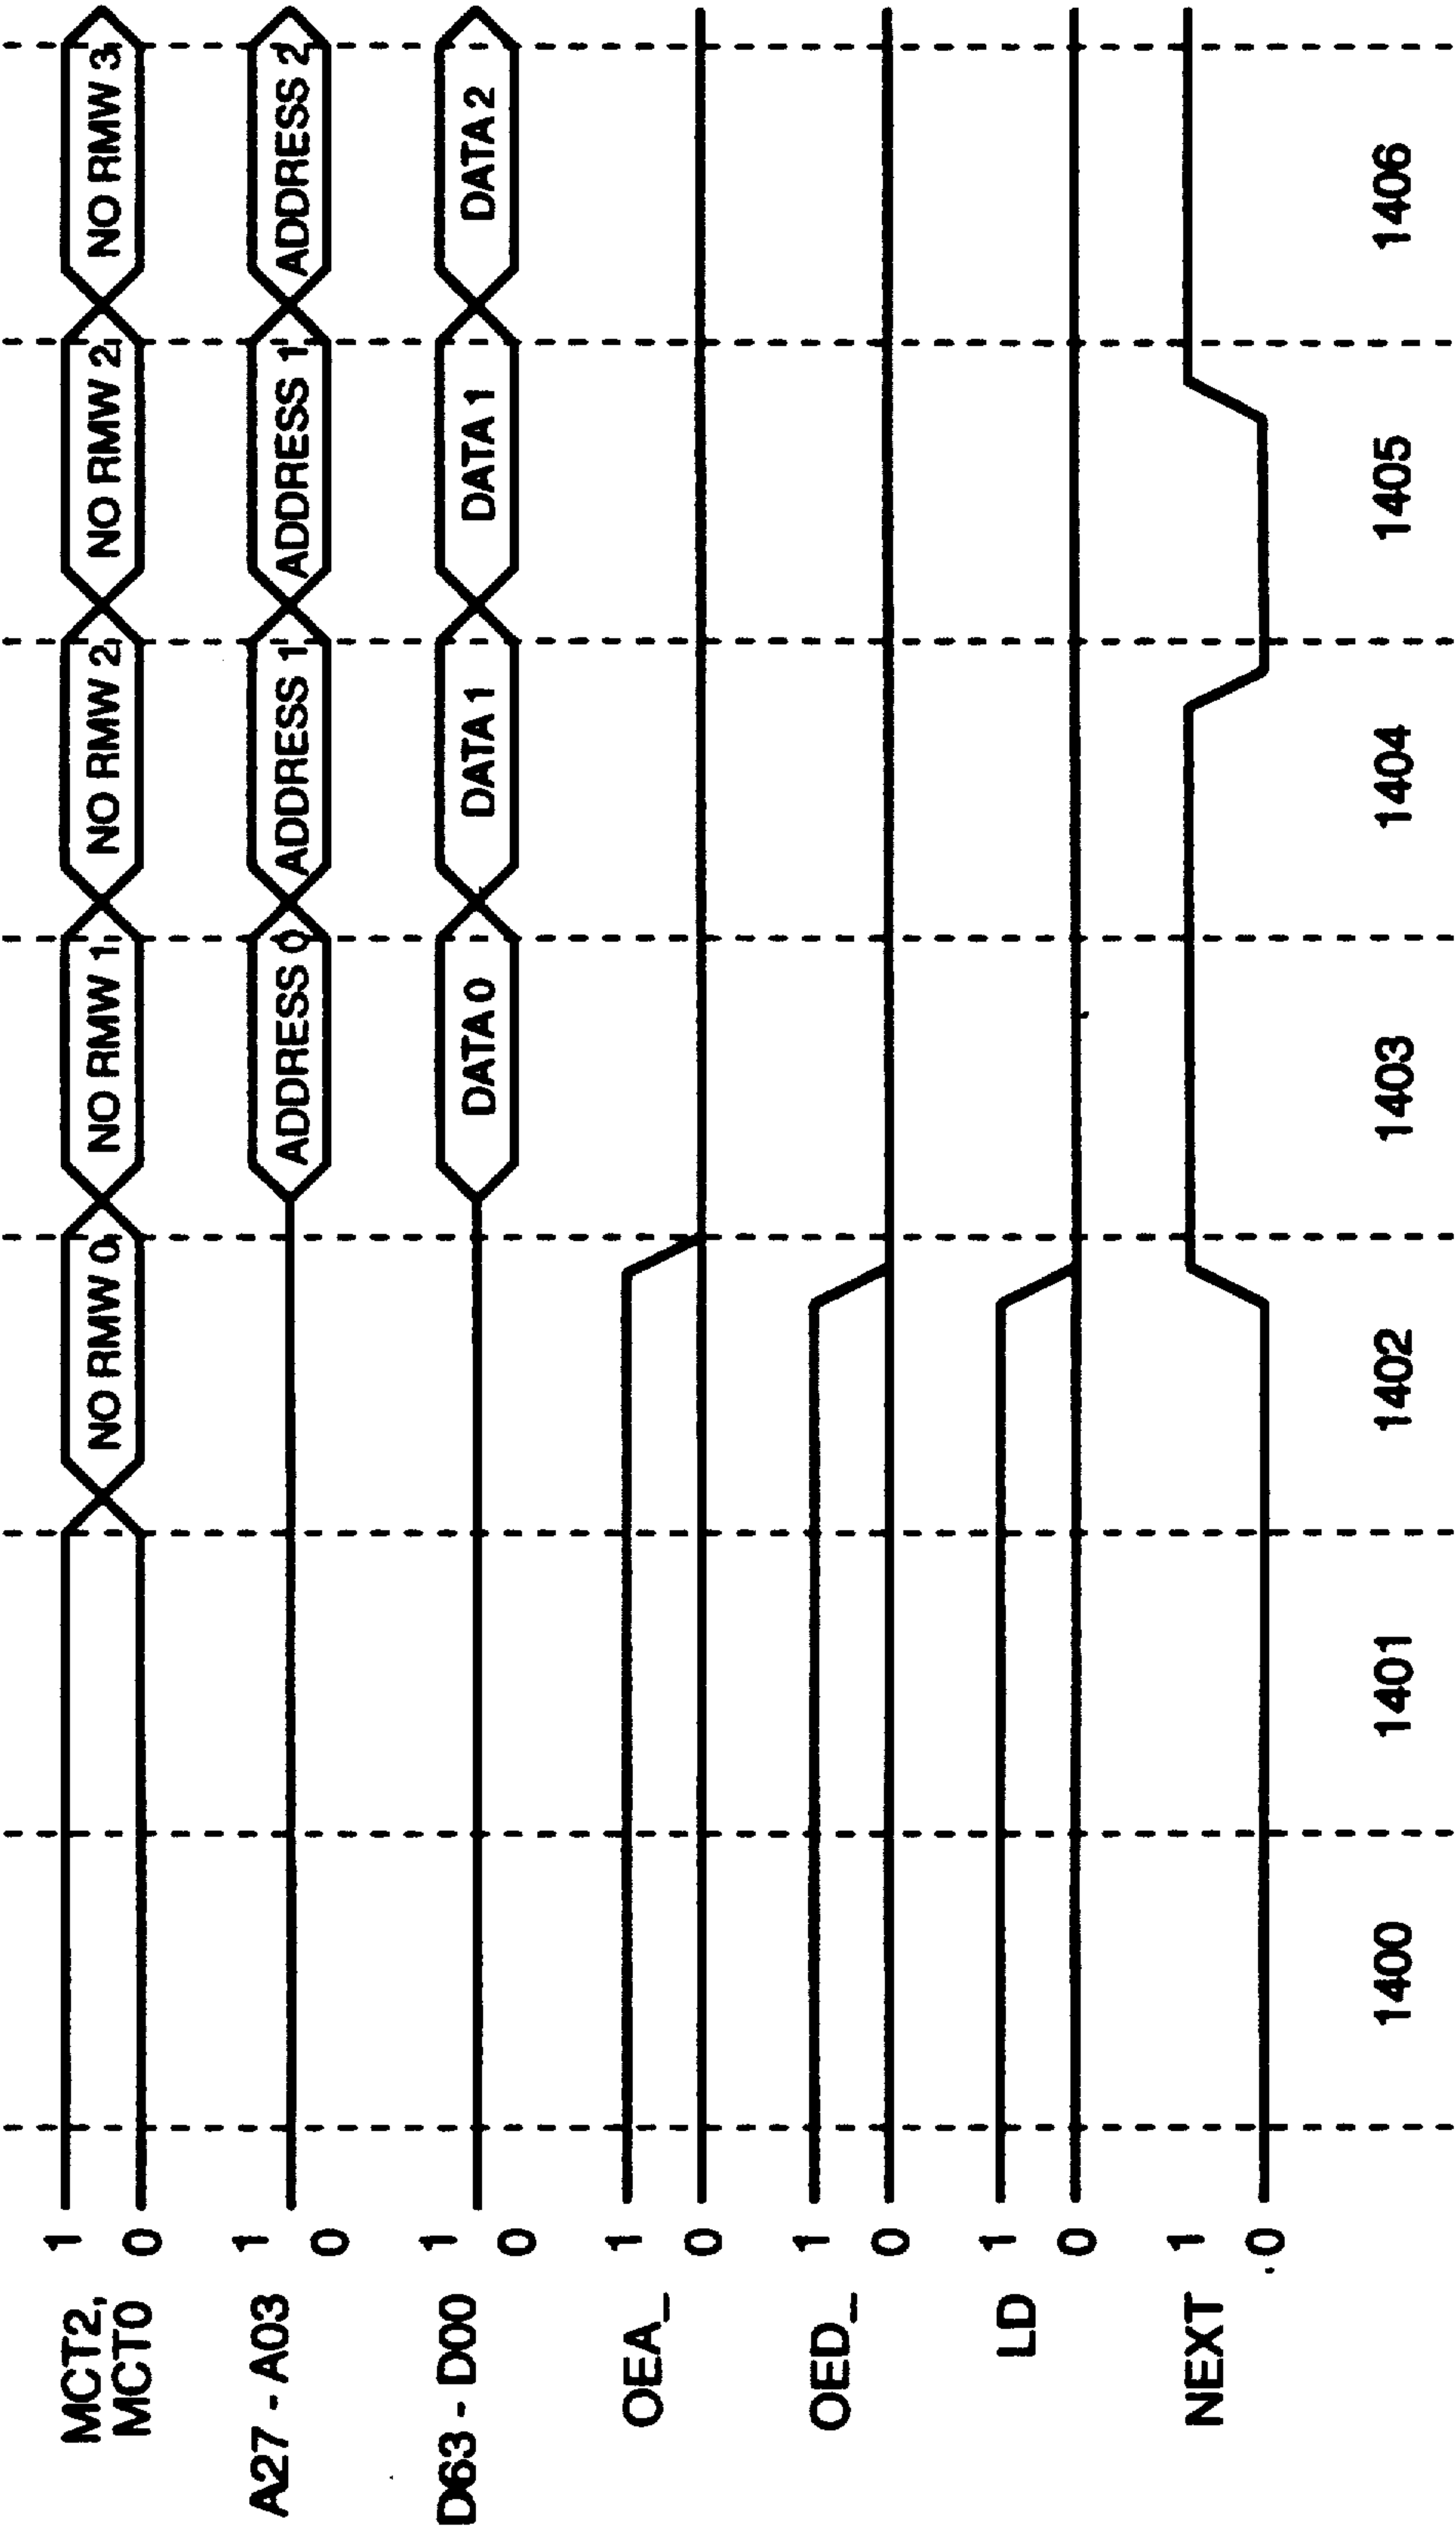 MCT2,
MCT0
1
0
NO RMW 0
NO RMW 1
NO RMW 2
NO RMW 2
NO RMW 3
A27 - A03
1
0
ADDRESS 0
ADDRESS 1
ADDRESS 1
ADDRESS 2
D63 - D00
1
0
DATA 0
DATA 1
DATA 1
DATA 2
OEA_
1
0
OED_
1
0
LD
1
0
NEXT
1
0
1400
1401
1402
1403
1404
1405
1406